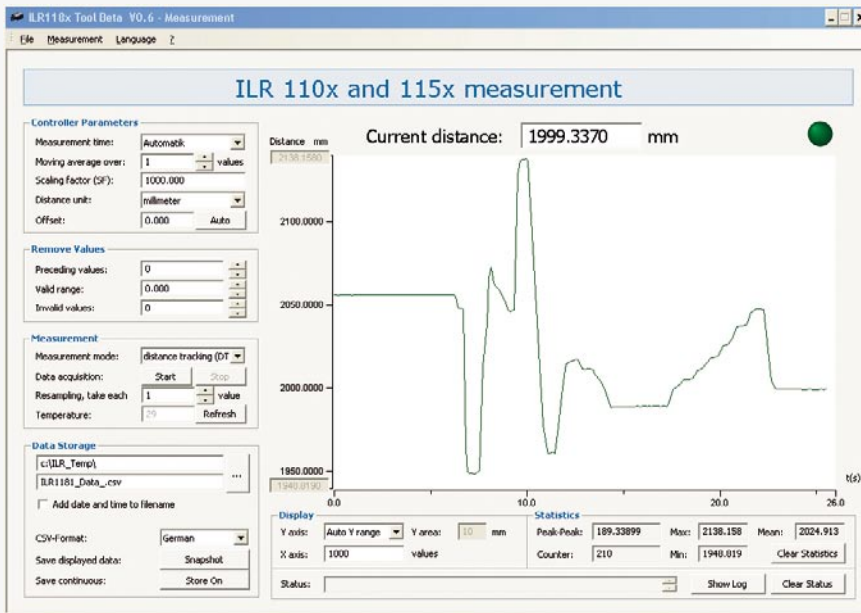 ILR118x Tool Beta V0.6 - Measurement
File Measurement Language ?
ILR 110x and 115x measurement
Controller Parameters
Measurement time: Automatik
Moving average over: 1 values
Scaling factor (SF): 1000.000
Distance unit: millimeter
Offset: 0.000 Auto
Remove Values
Preceding values: 0
Valid range: 0.000
Invalid values: 0
Measurement
Measurement mode: distance tracking (DT
Data acquisition: Start Stop
Resampling, take each 1 value
Temperature: 29 Refresh
Data Storage
c:\ILR_Temp\
ILR1181_Data_.csv ...
Add date and time to filename
CSV-Format: German
Save displayed data: Snapshot
Save continuous: Store On
Distance mm
Current distance: 1999.3370 mm
2138.1580
2100.0000
2050.0000
2000.0000
1950.0000
1948.8190
t(s)
0.0 10.0 20.0 26.0
Display
Y axis: Auto Y range Y area: 10 mm
X axis: 1000 values
Statistics
Peak-Peak: 189.33899 Max: 2138.158 Mean: 2024.913
Counter: 210 Min: 1948.819 Clear Statistics
Status: Show Log Clear Status